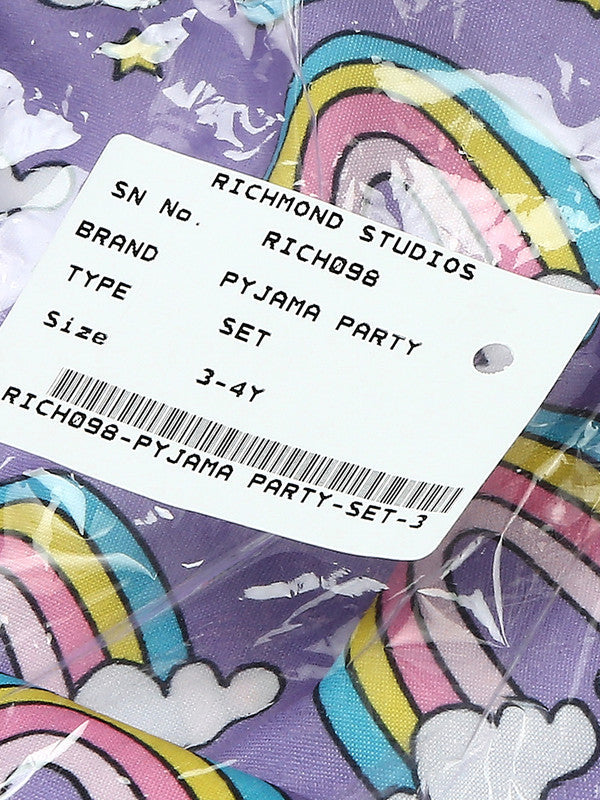 RICHMOND STUDIOS
SN No. RICH098
BRAND PYJAMA PARTY
TYPE SET
Size 3-4Y
RICH098-PYJAMA PARTY-SET-3